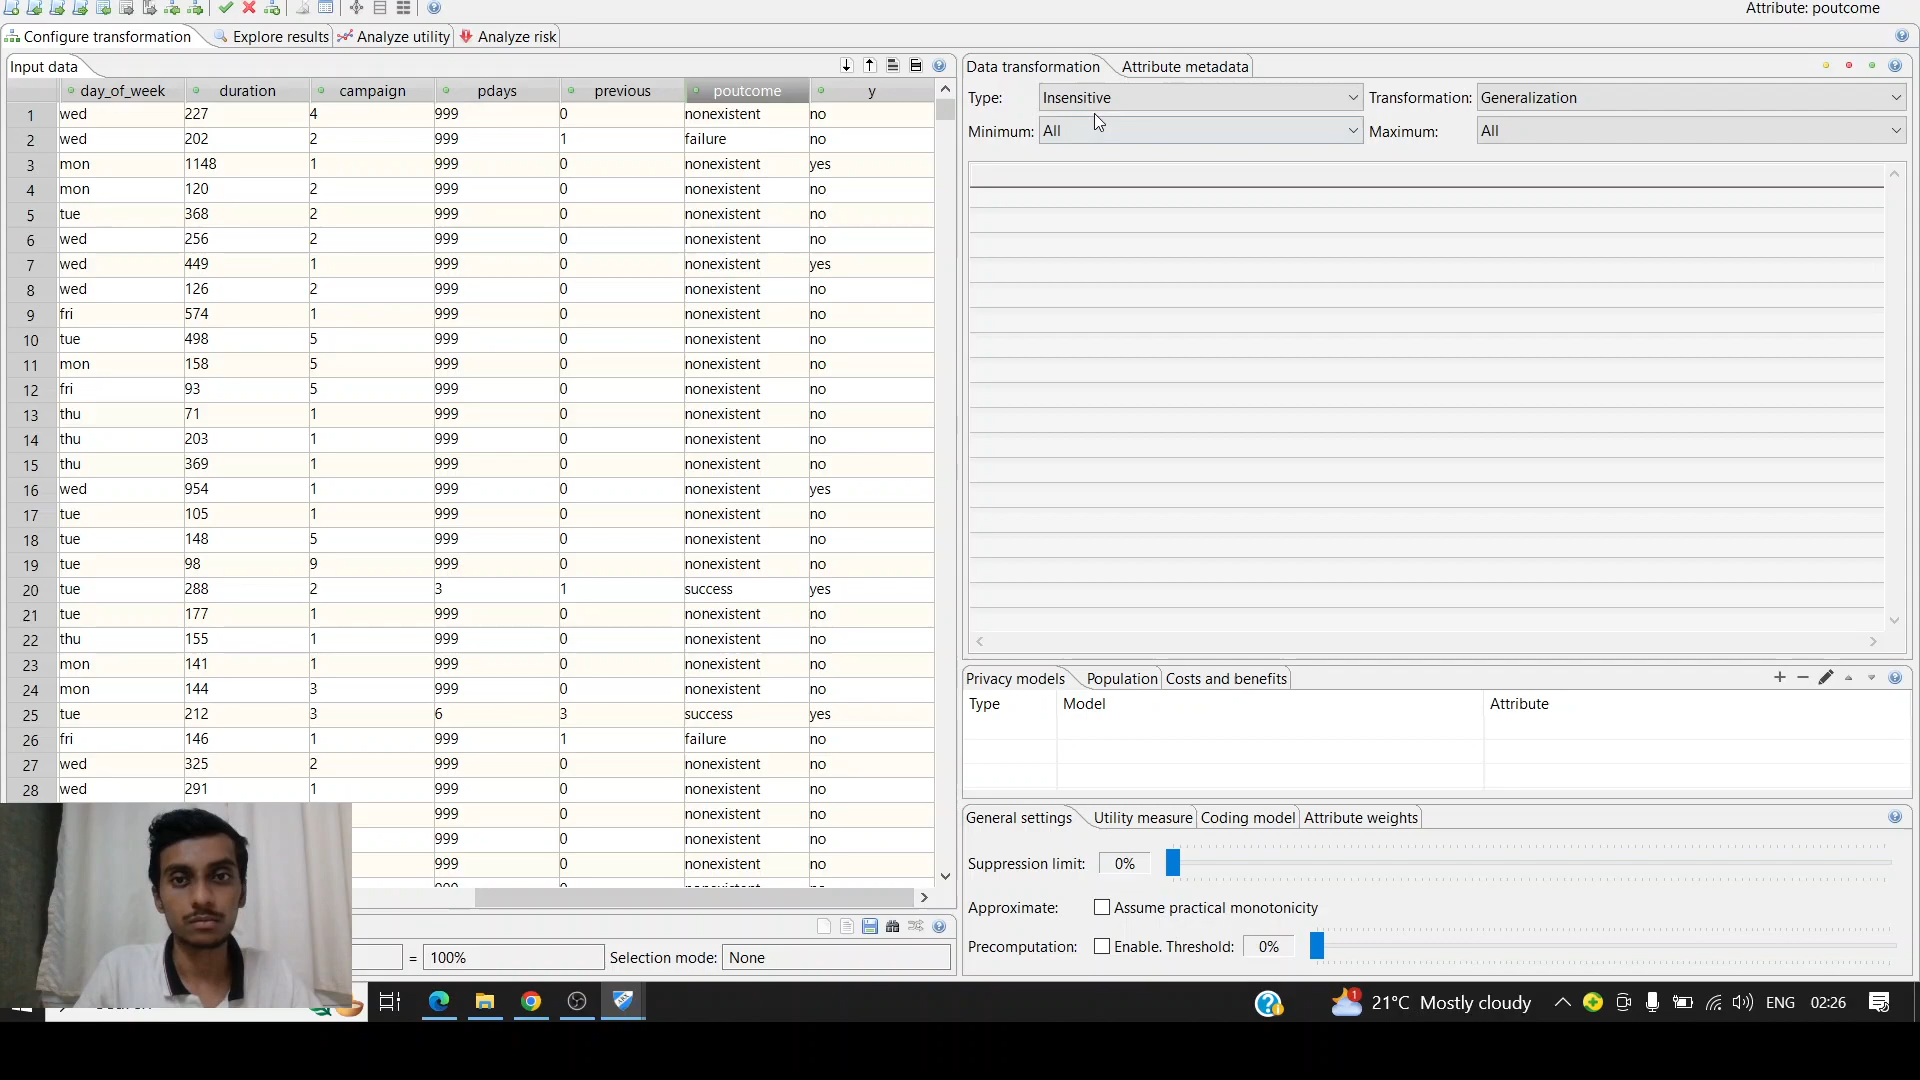 Attribute: poutcome
Configure transformation Explore results Analyze utility Analyze risk
Input data
day_of_week duration campaign pdays previous poutcome y
1 wed 227 4 999 0 nonexistent no
2 wed 202 2 999 1 failure no
3 mon 1148 1 999 0 nonexistent yes
4 mon 120 2 999 0 nonexistent no
5 tue 368 2 999 0 nonexistent no
6 wed 256 2 999 0 nonexistent no
7 wed 449 1 999 0 nonexistent yes
8 wed 126 2 999 0 nonexistent no
9 fri 574 1 999 0 nonexistent no
10 tue 498 5 999 0 nonexistent no
11 mon 158 5 999 0 nonexistent no
12 fri 93 5 999 0 nonexistent no
13 thu 71 1 999 0 nonexistent no
14 thu 203 1 999 0 nonexistent no
15 thu 369 1 999 0 nonexistent no
16 wed 954 1 999 0 nonexistent yes
17 tue 105 1 999 0 nonexistent no
18 tue 148 5 999 0 nonexistent no
19 tue 98 9 999 0 nonexistent no
20 tue 288 2 3 1 success yes
21 tue 177 1 999 0 nonexistent no
22 thu 155 1 999 0 nonexistent no
23 mon 141 1 999 0 nonexistent no
24 mon 144 3 999 0 nonexistent no
25 tue 212 3 6 3 success yes
26 fri 146 1 999 1 failure no
27 wed 325 2 999 0 nonexistent no
28 wed 291 1 999 0 nonexistent no
999 0 nonexistent no
999 0 nonexistent no
999 0 nonexistent no
= 100% Selection mode: None
Data transformation Attribute metadata
Type: Insensitive Transformation: Generalization
Minimum: All Maximum: All
Privacy models Population Costs and benefits
Type Model Attribute
General settings Utility measure Coding model Attribute weights
Suppression limit: 0%
Approximate: Assume practical monotonicity
Precomputation: Enable. Threshold: 0%
21°C Mostly cloudy ENG 02:26